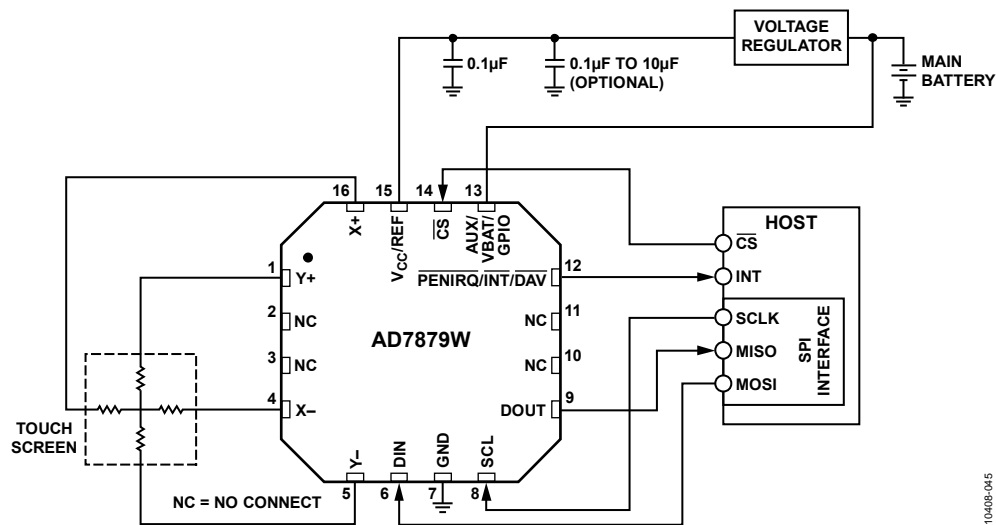 VOLTAGE
REGULATOR
0.1µF
0.1µF TO 10µF
(OPTIONAL)
MAIN
BATTERY
16
15
14
13
X+
VCC/REF
CS
AUX/
VBAT/
GPIO
HOST
CS
INT
SCLK
MISO
MOSI
SPI
INTERFACE
1
Y+
2
NC
3
NC
4
X–
AD7879W
12
PENIRQ/INT/DAV
11
NC
10
NC
9
DOUT
TOUCH
SCREEN
Y–
DIN
GND
SCL
5
6
7
8
NC = NO CONNECT
10408-045